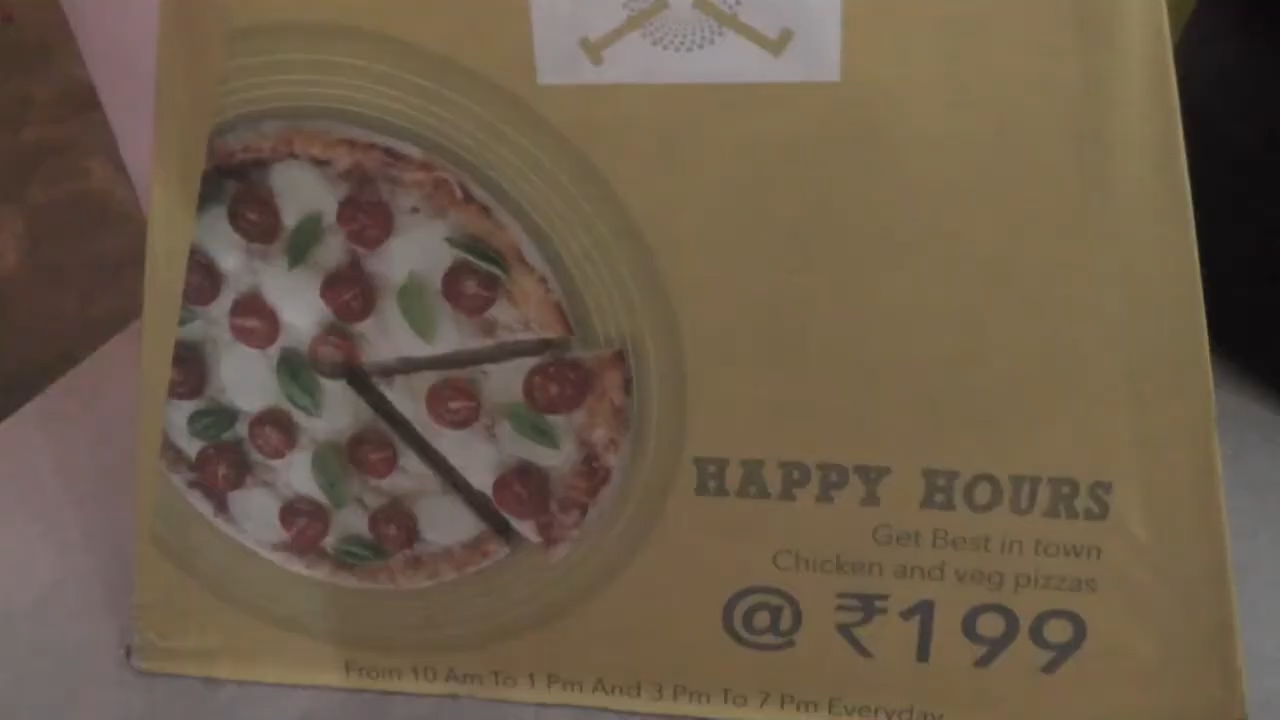 HAPPY HOURS
Get Best in town
Chicken and veg pizzas
@ ₹199
From 10 Am To 1 Pm And 3 Pm To 7 Pm Everyday